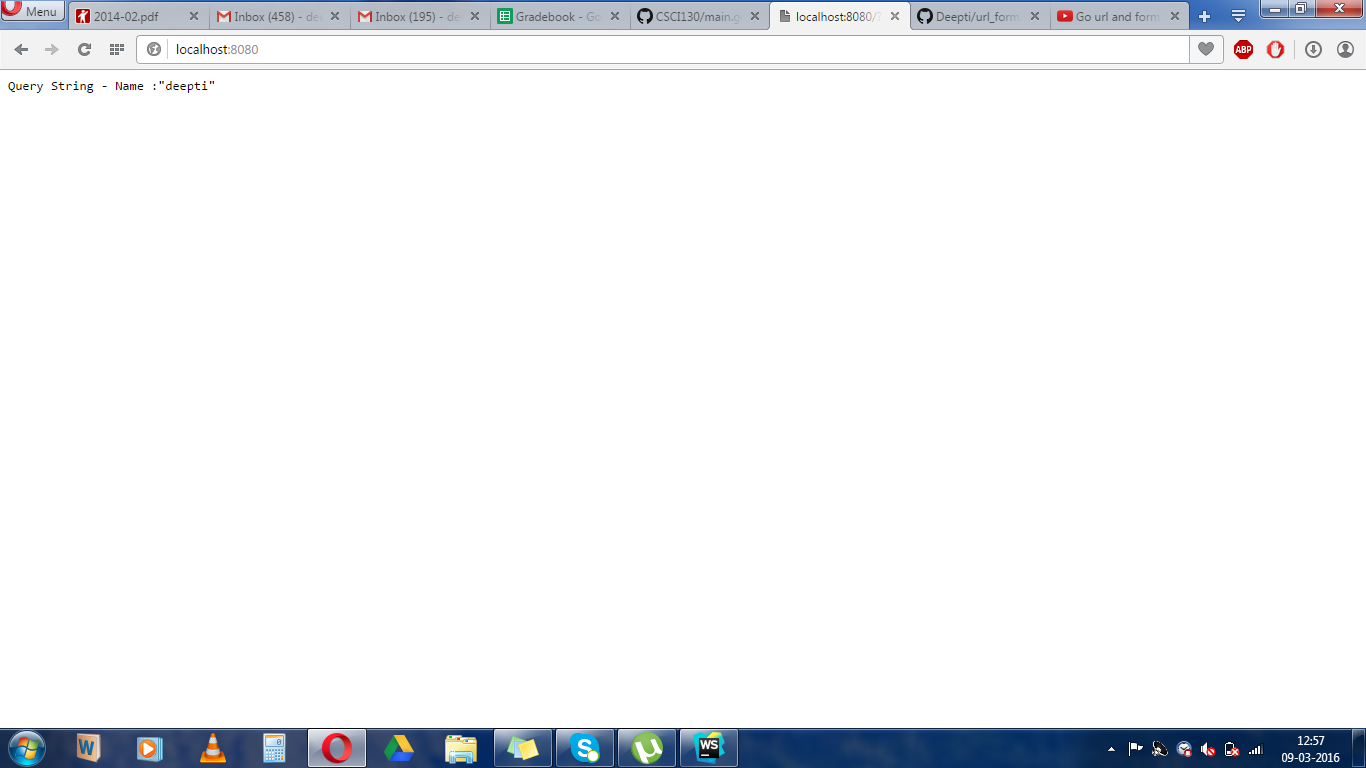 Menu
2014-02.pdf
Inbox (458) - dee
Inbox (195) - de
Gradebook - Go
CSCI130/main.g
localhost:8080/?
Deepti/url_form.
Go url and form
localhost:8080
ABP
Query String - Name :"deepti"
W
WS
12:57
09-03-2016